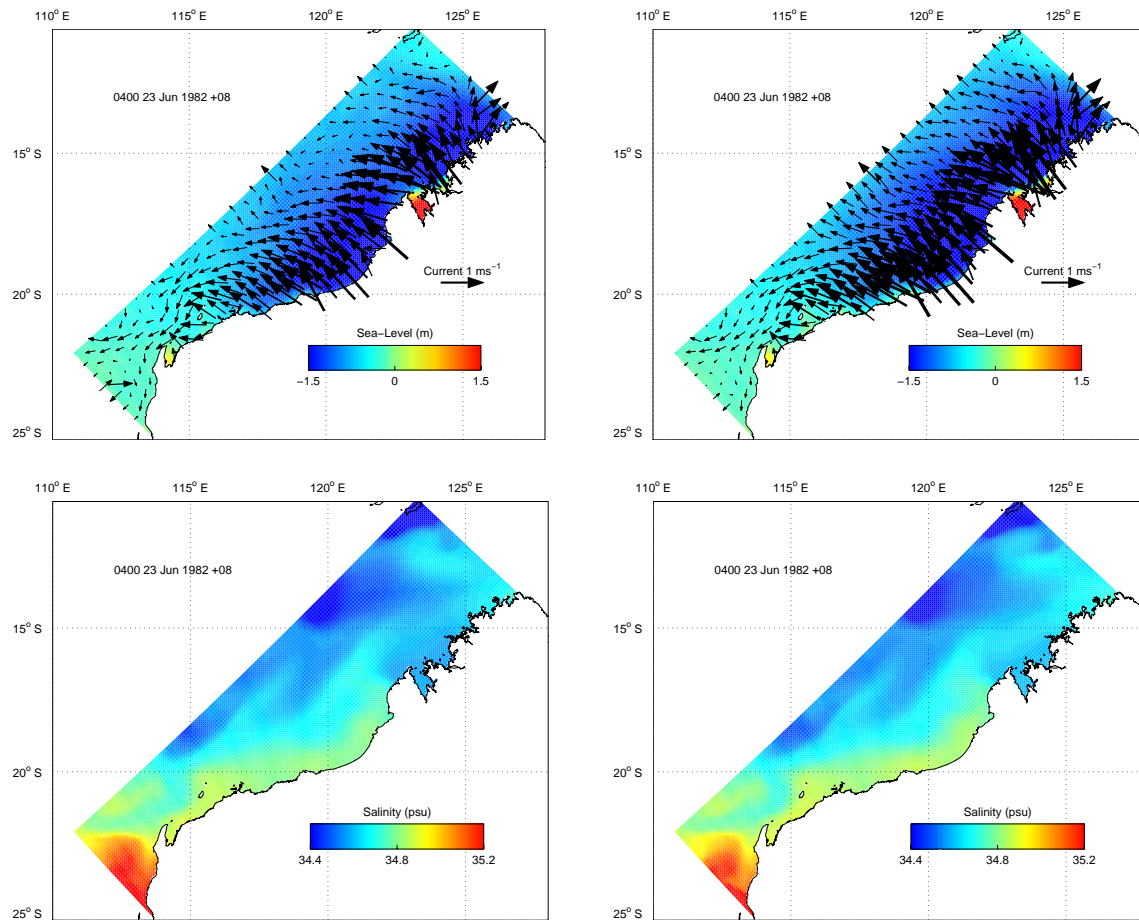 110° E 115° E 120° E 125° E
0400 23 Jun 1982 +08
15° S
20° S
25° S
Current 1 ms⁻¹
Sea−Level (m)
−1.5 0 1.5
110° E 115° E 120° E 125° E
0400 23 Jun 1982 +08
15° S
20° S
25° S
Current 1 ms⁻¹
Sea−Level (m)
−1.5 0 1.5
110° E 115° E 120° E 125° E
0400 23 Jun 1982 +08
15° S
20° S
25° S
Salinity (psu)
34.4 34.8 35.2
110° E 115° E 120° E 125° E
0400 23 Jun 1982 +08
15° S
20° S
25° S
Salinity (psu)
34.4 34.8 35.2